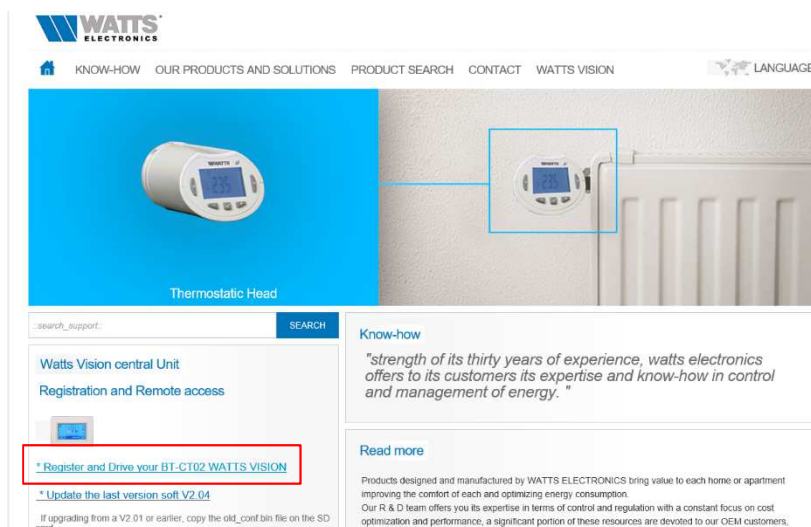 WATTS
ELECTRONICS
KNOW-HOW OUR PRODUCTS AND SOLUTIONS PRODUCT SEARCH CONTACT WATTS VISION LANGUAGE
WATTS
WATTS
Thermostatic Head
::search_support:: SEARCH
Watts Vision central Unit
Registration and Remote access
* Register and Drive your BT-CT02 WATTS VISION
* Update the last version soft V2.04
If upgrading from a V2.01 or earlier, copy the old_conf.bin file on the SD
Know-how
"strength of its thirty years of experience, watts electronics
offers to its customers its expertise and know-how in control
and management of energy. "
Read more
Products designed and manufactured by WATTS ELECTRONICS bring value to each home or apartment
improving the comfort of each and optimizing energy consumption.
Our R & D team offers you its expertise in terms of control and regulation with a constant focus on cost
optimization and performance, a significant portion of these resources are devoted to our OEM customers.